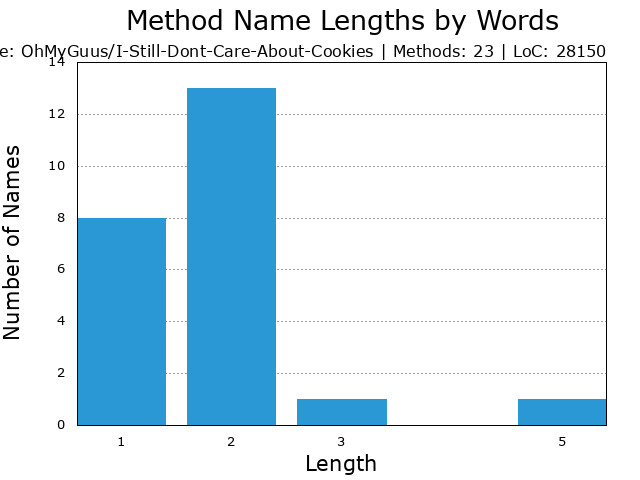 Method Name Lengths by Words
e: OhMyGuus/I-Still-Dont-Care-About-Cookies | Methods: 23 | LoC: 28150
14
12
10
8
6
4
2
0
Number of Names
1 2 3 5
Length